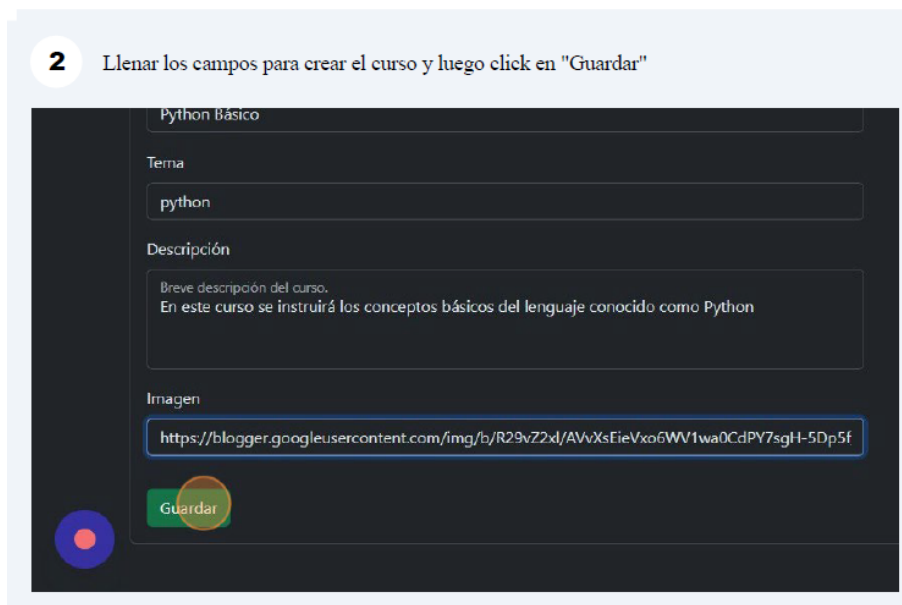 2
Llenar los campos para crear el curso y luego click en "Guardar"
Python Básico
Tema
python
Descripción
Breve descripción del curso.
En este curso se instruirá los conceptos básicos del lenguaje conocido como Python
Imagen
https://blogger.googleusercontent.com/img/b/R29vZ2xl/AVvXsEieVxo6WV1wa0CdPY7sgH-5Dp5f
Guardar